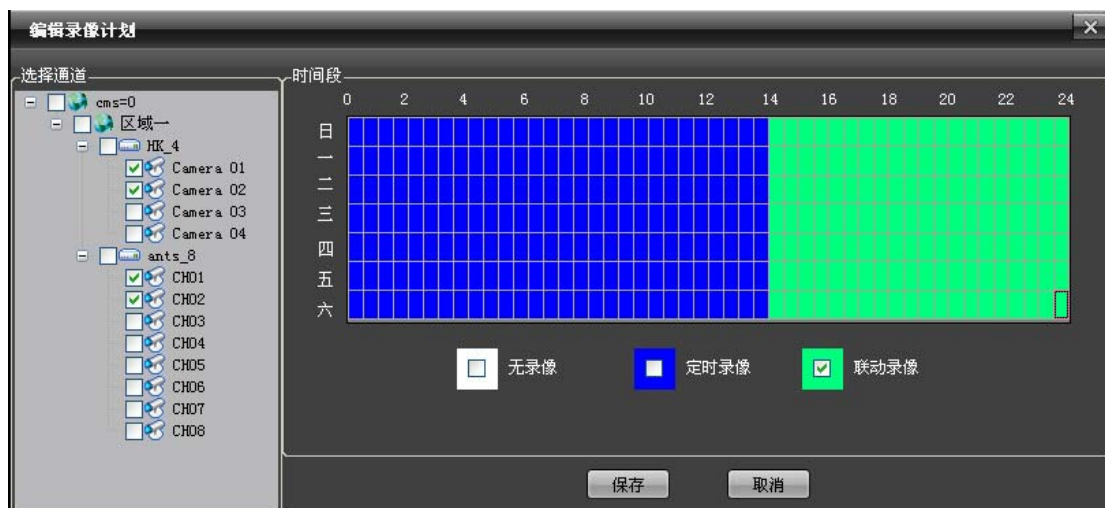 编辑录像计划
选择通道
cms=0
区域一
HK_4
Camera 01
Camera 02
Camera 03
Camera 04
ants_8
CH01
CH02
CH03
CH04
CH05
CH06
CH07
CH08
时间段
0 2 4 6 8 10 12 14 16 18 20 22 24
日
一
二
三
四
五
六
无录像 定时录像 联动录像
保存 取消